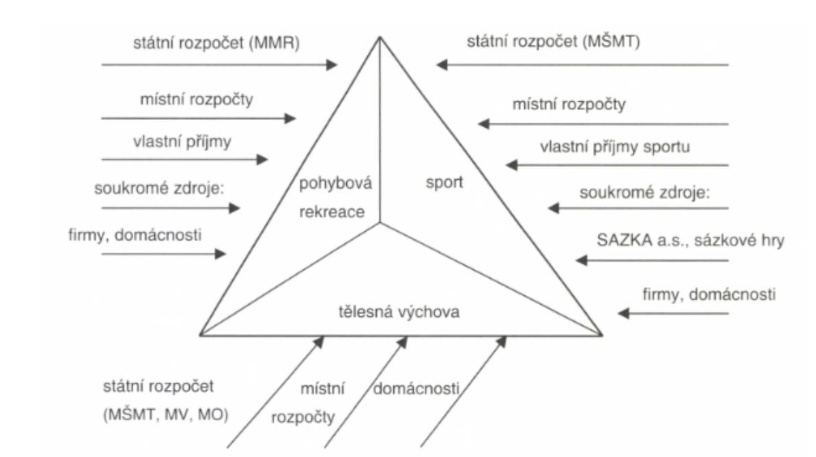 státní rozpočet (MMR)
místní rozpočty
vlastní příjmy
soukromé zdroje:
firmy, domácnosti
státní rozpočet (MŠMT)
místní rozpočty
vlastní příjmy sportu
soukromé zdroje:
SAZKA a.s., sázkové hry
firmy, domácnosti
pohybová
rekreace
sport
tělesná výchova
státní rozpočet
(MŠMT, MV, MO)
místní
rozpočty
domácnosti